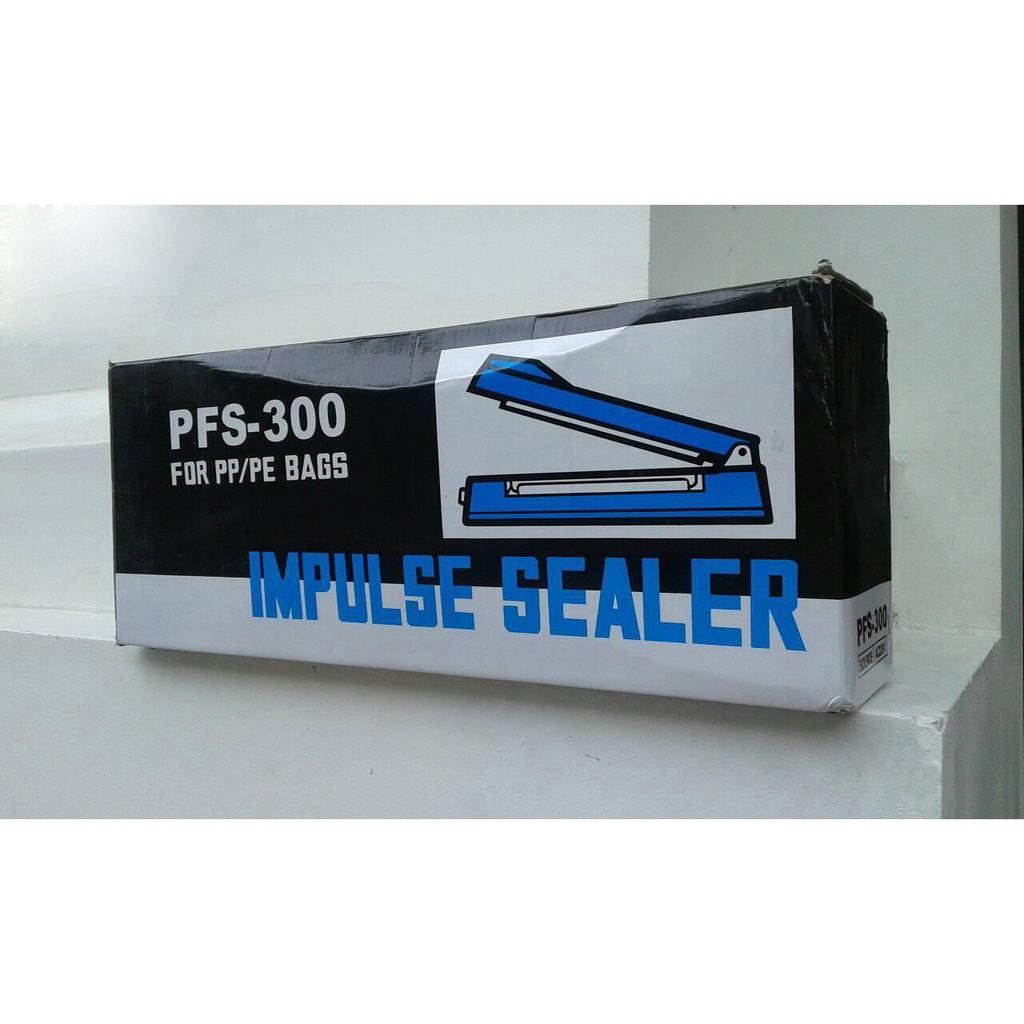 PFS-300
FOR PP/PE BAGS
IMPULSE SEALER
PFS-300